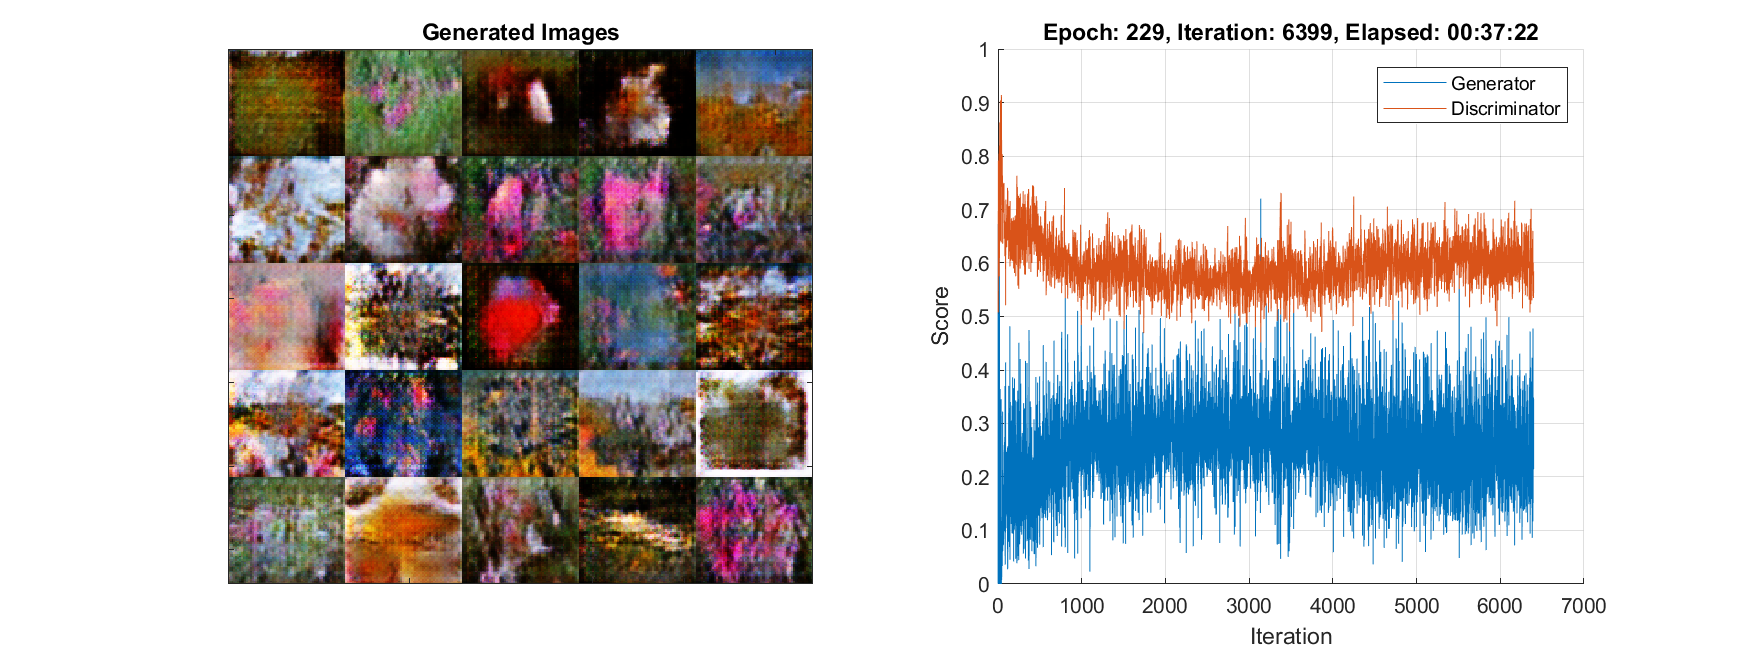 Generated Images
Epoch: 229, Iteration: 6399, Elapsed: 00:37:22
Generator
Discriminator
1
0.9
0.8
0.7
0.6
0.5
0.4
0.3
0.2
0.1
0
Score
0 1000 2000 3000 4000 5000 6000 7000
Iteration